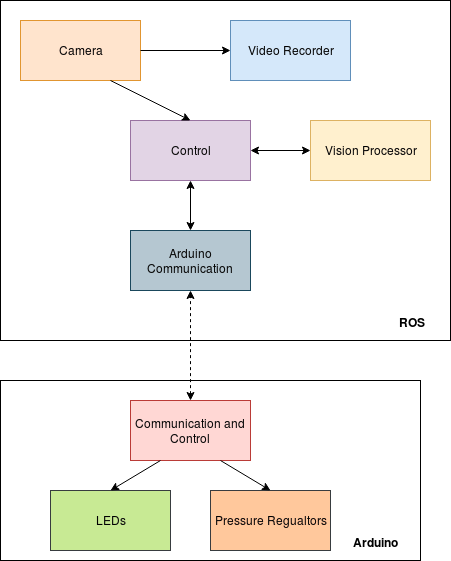 Camera
Video Recorder
Control
Vision Processor
Arduino
Communication
ROS
Communication and
Control
LEDs
Pressure Regualtors
Arduino